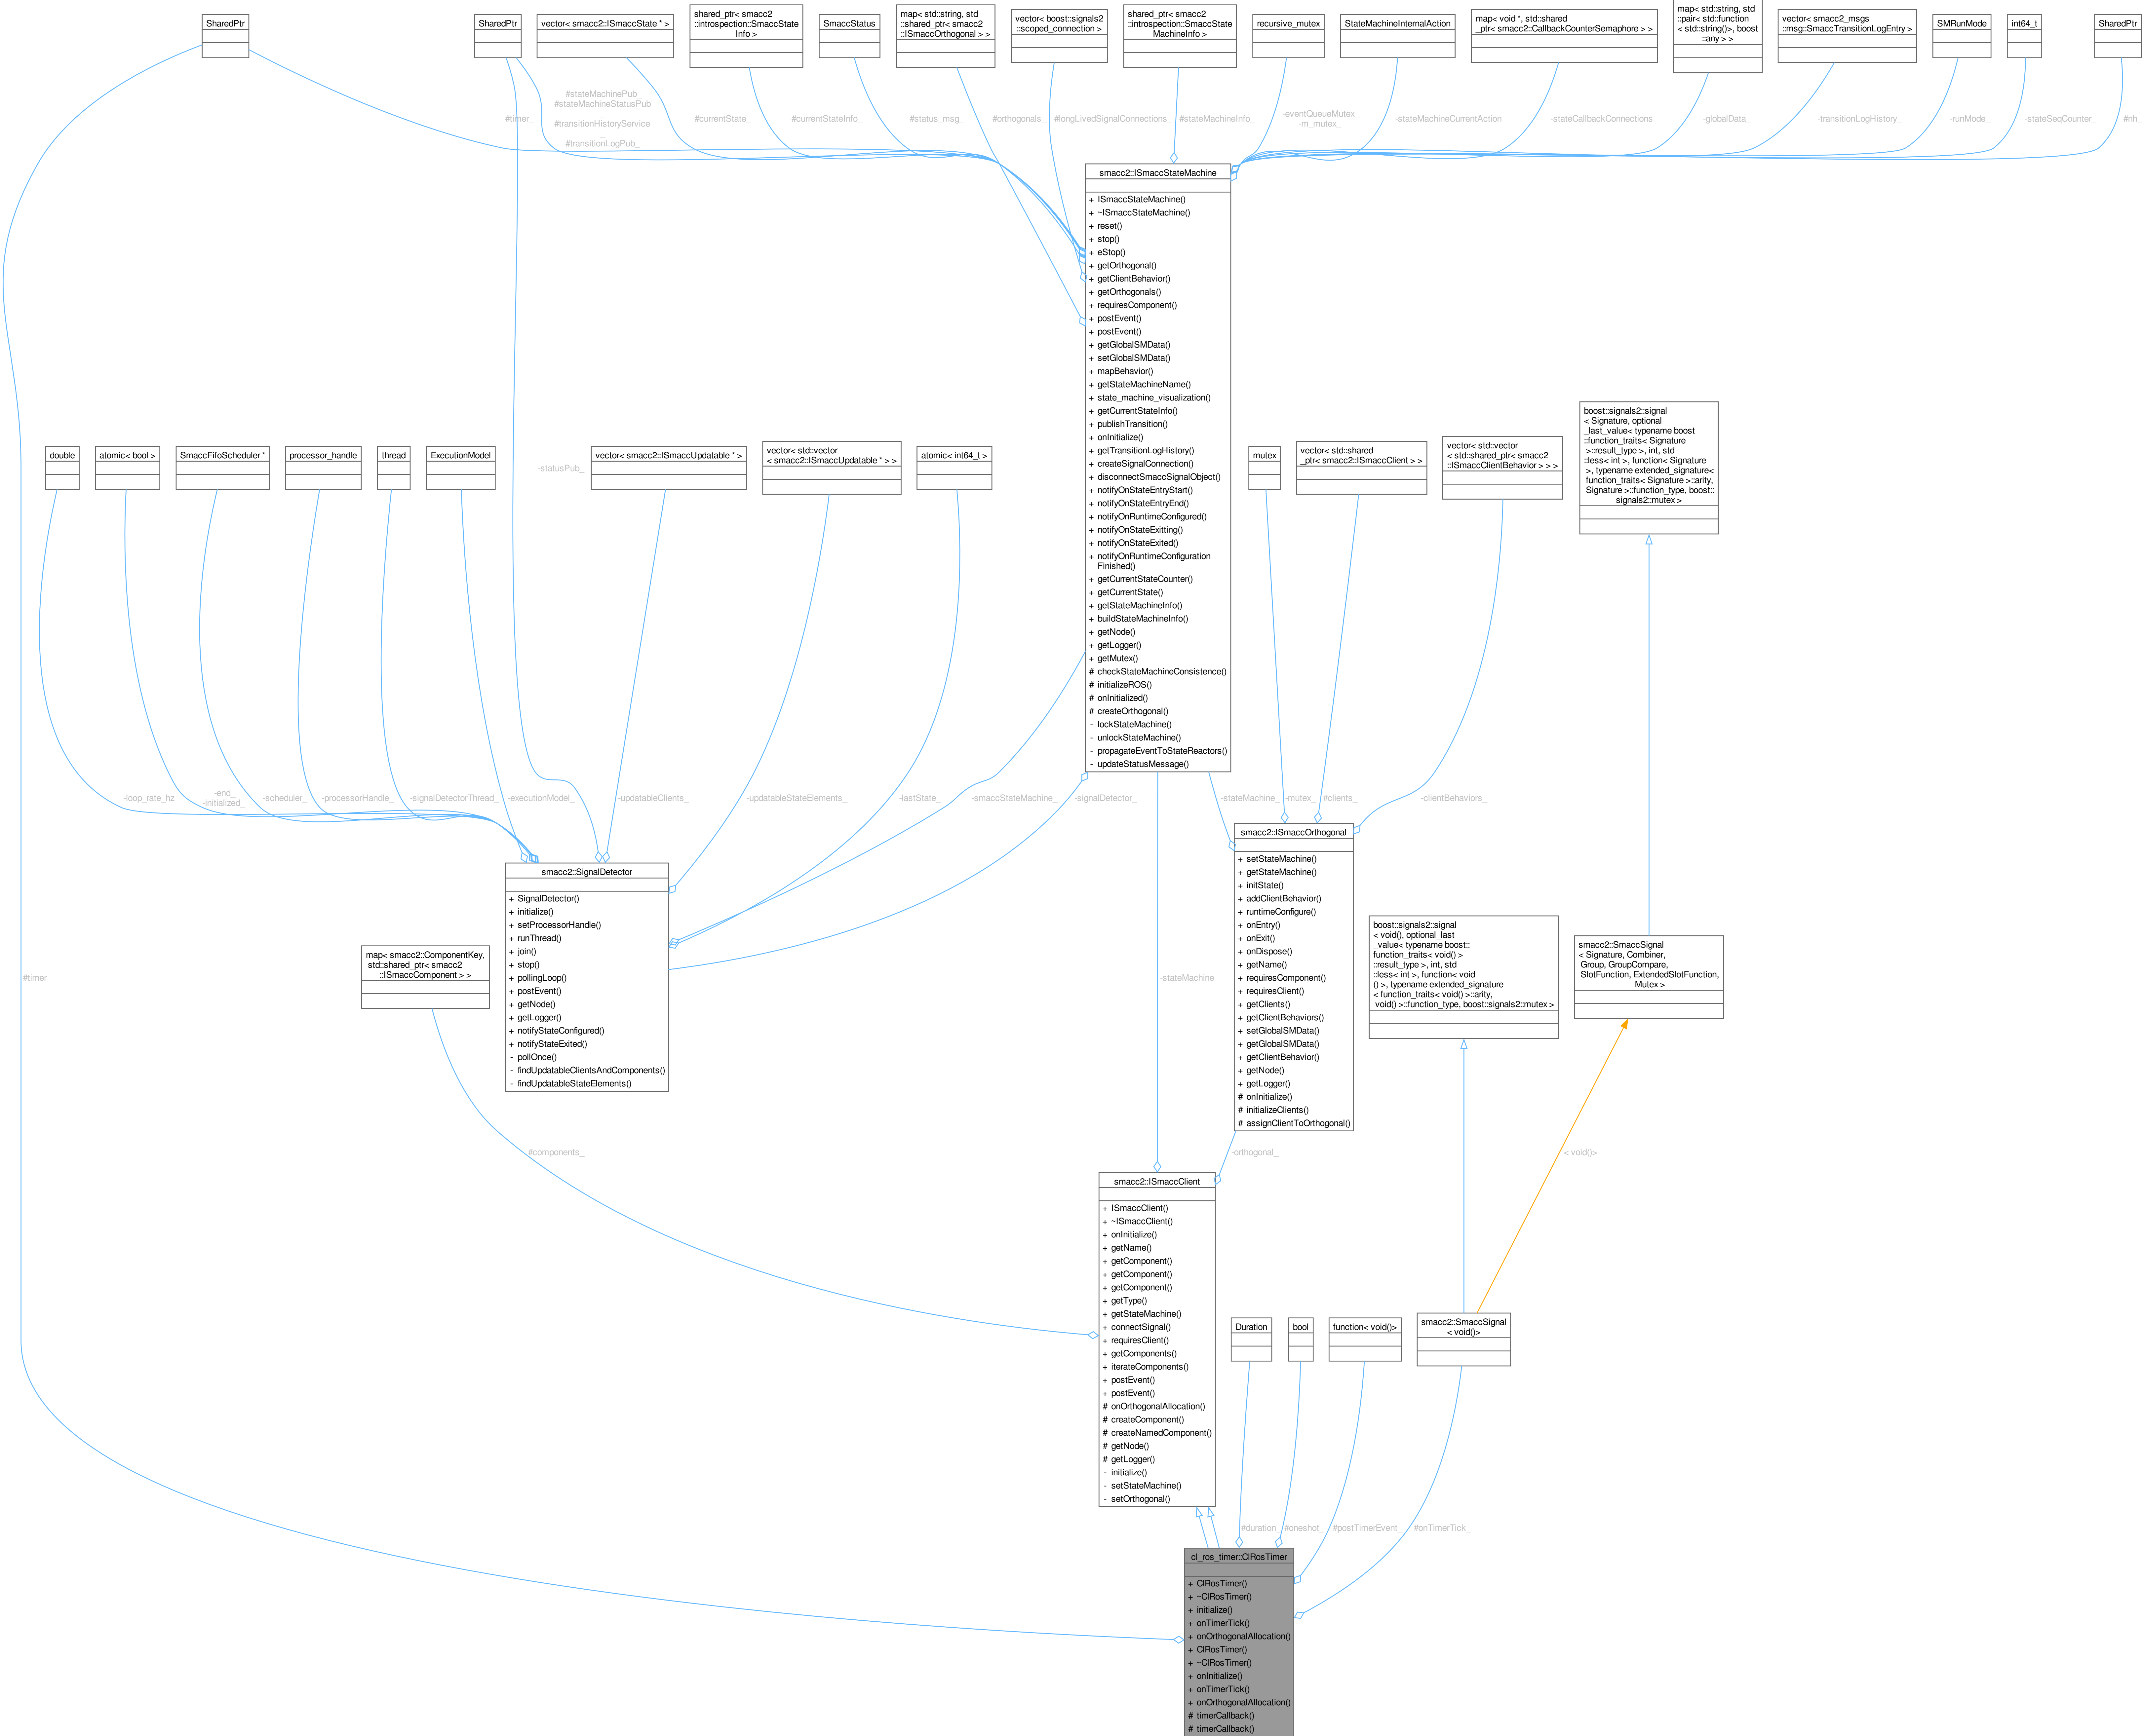 SharedPtr
SharedPtr
vector< smacc2::ISmaccState * >
shared_ptr< smacc2
::introspection::SmaccState
Info >
SmaccStatus
map< std::string, std
::shared_ptr< smacc2
::ISmaccOrthogonal > >
vector< boost::signals2
::scoped_connection >
shared_ptr< smacc2
::introspection::SmaccState
MachineInfo >
recursive_mutex
StateMachineInternalAction
map< void *, std::shared
_ptr< smacc2::CallbackCounterSemaphore > >
map< std::string, std
::pair< std::function
< std::string()>, boost
::any > >
vector< smacc2_msgs
::msg::SmaccTransitionLogEntry >
SMRunMode
int64_t
SharedPtr
#timer_
#stateMachinePub_
#stateMachineStatusPub
_
#transitionHistoryService
_
#transitionLogPub_
#currentState_
#currentStateInfo_
#status_msg_
#orthogonals_
#longLivedSignalConnections_
#stateMachineInfo_
-eventQueueMutex_
-m_mutex_
-stateMachineCurrentAction
-stateCallbackConnections
-globalData_
-transitionLogHistory_
-runMode_
-stateSeqCounter_
#nh_
smacc2::ISmaccStateMachine
+ ISmaccStateMachine()
+ ~ISmaccStateMachine()
+ reset()
+ stop()
+ eStop()
+ getOrthogonal()
+ getClientBehavior()
+ getOrthogonals()
+ requiresComponent()
+ postEvent()
+ postEvent()
+ getGlobalSMData()
+ setGlobalSMData()
+ mapBehavior()
+ getStateMachineName()
+ state_machine_visualization()
+ getCurrentStateInfo()
+ publishTransition()
+ onInitialize()
+ getTransitionLogHistory()
+ createSignalConnection()
+ disconnectSmaccSignalObject()
+ notifyOnStateEntryStart()
+ notifyOnStateEntryEnd()
+ notifyOnRuntimeConfigured()
+ notifyOnStateExitting()
+ notifyOnStateExited()
+ notifyOnRuntimeConfiguration
Finished()
+ getCurrentStateCounter()
+ getCurrentState()
+ getStateMachineInfo()
+ buildStateMachineInfo()
+ getNode()
+ getLogger()
+ getMutex()
# checkStateMachineConsistence()
# initializeROS()
# onInitialized()
# createOrthogonal()
- lockStateMachine()
- unlockStateMachine()
- propagateEventToStateReactors()
- updateStatusMessage()
boost::signals2::signal
< Signature, optional
_last_value< typename boost
::function_traits< Signature
>::result_type >, int, std
::less< int >, function< Signature
>, typename extended_signature<
function_traits< Signature >::arity,
Signature >::function_type, boost::
signals2::mutex >
double
atomic< bool >
SmaccFifoScheduler *
processor_handle
thread
ExecutionModel
-statusPub_
vector< smacc2::ISmaccUpdatable * >
vector< std::vector
< smacc2::ISmaccUpdatable * > >
atomic< int64_t >
mutex
vector< std::shared
_ptr< smacc2::ISmaccClient > >
vector< std::vector
< std::shared_ptr< smacc2
::ISmaccClientBehavior > > >
-loop_rate_hz
-end_
-initialized_
-scheduler_
-processorHandle_
-signalDetectorThread_
-executionModel_
-updatableClients_
-updatableStateElements_
-lastState_
-smaccStateMachine_
-signalDetector_
-stateMachine_
-mutex_
#clients_
-clientBehaviors_
smacc2::SignalDetector
+ SignalDetector()
+ initialize()
+ setProcessorHandle()
+ runThread()
+ join()
+ stop()
+ pollingLoop()
+ postEvent()
+ getNode()
+ getLogger()
+ notifyStateConfigured()
+ notifyStateExited()
- pollOnce()
- findUpdatableClientsAndComponents()
- findUpdatableStateElements()
smacc2::ISmaccOrthogonal
+ setStateMachine()
+ getStateMachine()
+ initState()
+ addClientBehavior()
+ runtimeConfigure()
+ onEntry()
+ onExit()
+ onDispose()
+ getName()
+ requiresComponent()
+ requiresClient()
+ getClients()
+ getClientBehaviors()
+ setGlobalSMData()
+ getGlobalSMData()
+ getClientBehavior()
+ getNode()
+ getLogger()
# onInitialize()
# initializeClients()
# assignClientToOrthogonal()
boost::signals2::signal
< void(), optional_last
_value< typename boost::
function_traits< void() >
::result_type >, int, std
::less< int >, function< void
() >, typename extended_signature
< function_traits< void() >::arity,
void() >::function_type, boost::signals2::mutex >
smacc2::SmaccSignal
< Signature, Combiner,
Group, GroupCompare,
SlotFunction, ExtendedSlotFunction,
Mutex >
map< smacc2::ComponentKey,
std::shared_ptr< smacc2
::ISmaccComponent > >
#timer_
-stateMachine_
#components_
-orthogonal_
< void()>
smacc2::ISmaccClient
+ ISmaccClient()
+ ~ISmaccClient()
+ onInitialize()
+ getName()
+ getComponent()
+ getComponent()
+ getComponent()
+ getType()
+ getStateMachine()
+ connectSignal()
+ requiresClient()
+ getComponents()
+ iterateComponents()
+ postEvent()
+ postEvent()
# onOrthogonalAllocation()
# createComponent()
# createNamedComponent()
# getNode()
# getLogger()
- initialize()
- setStateMachine()
- setOrthogonal()
Duration
bool
function< void()>
smacc2::SmaccSignal
< void()>
#duration_
#oneshot_
#postTimerEvent_
#onTimerTick_
cl_ros_timer::ClRosTimer
+ ClRosTimer()
+ ~ClRosTimer()
+ initialize()
+ onTimerTick()
+ onOrthogonalAllocation()
+ ClRosTimer()
+ ~ClRosTimer()
+ onInitialize()
+ onTimerTick()
+ onOrthogonalAllocation()
# timerCallback()
# timerCallback()